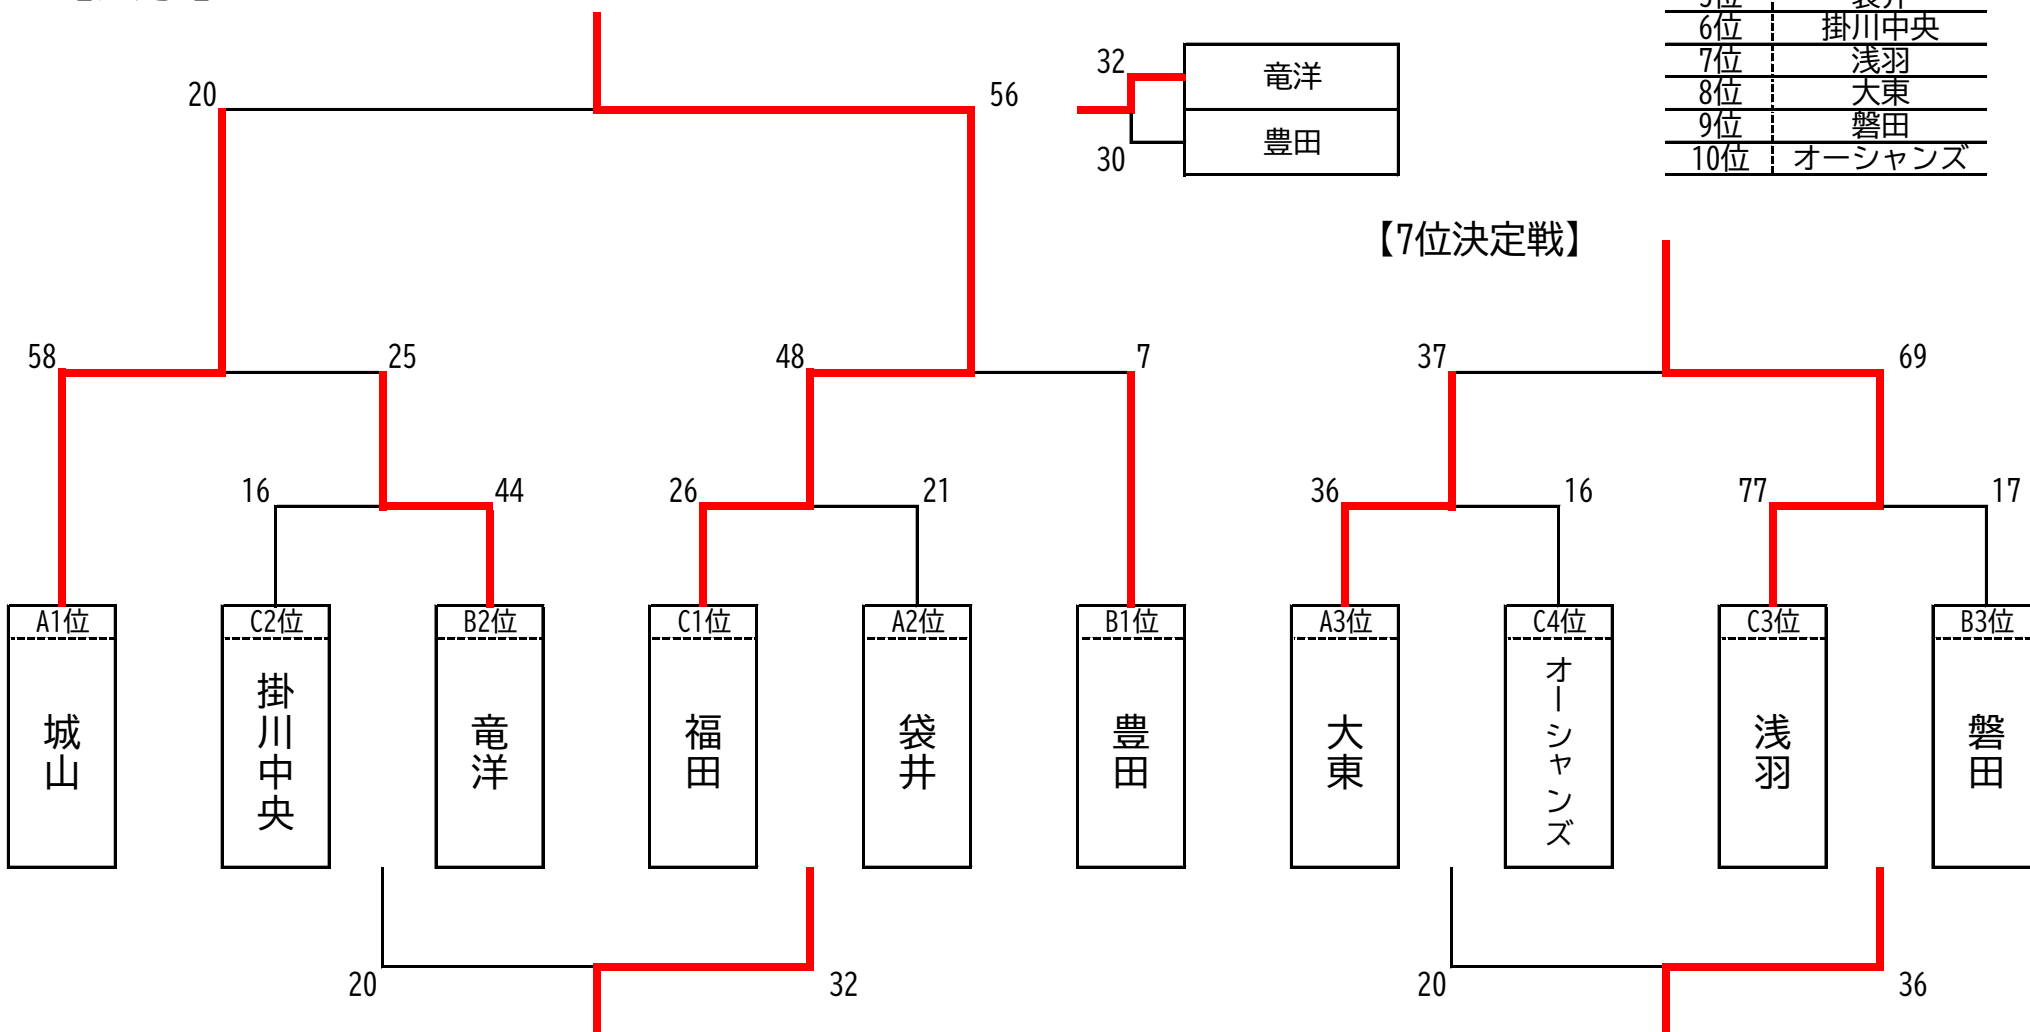 6位 掛川中央
7位 浅羽
8位 大東
9位 磐田
10位 オーシャンズ
32 竜洋
30 豊田
20 56
【7位決定戦】
58 25 48 7 37 69
16 44 26 21 36 16 77 17
A1位 C2位 B2位 C1位 A2位 B1位 A3位 C4位 C3位 B3位
城山 掛川中央 竜洋 福田 袋井 豊田 大東 オーシャンズ 浅羽 磐田
20 32 20 36